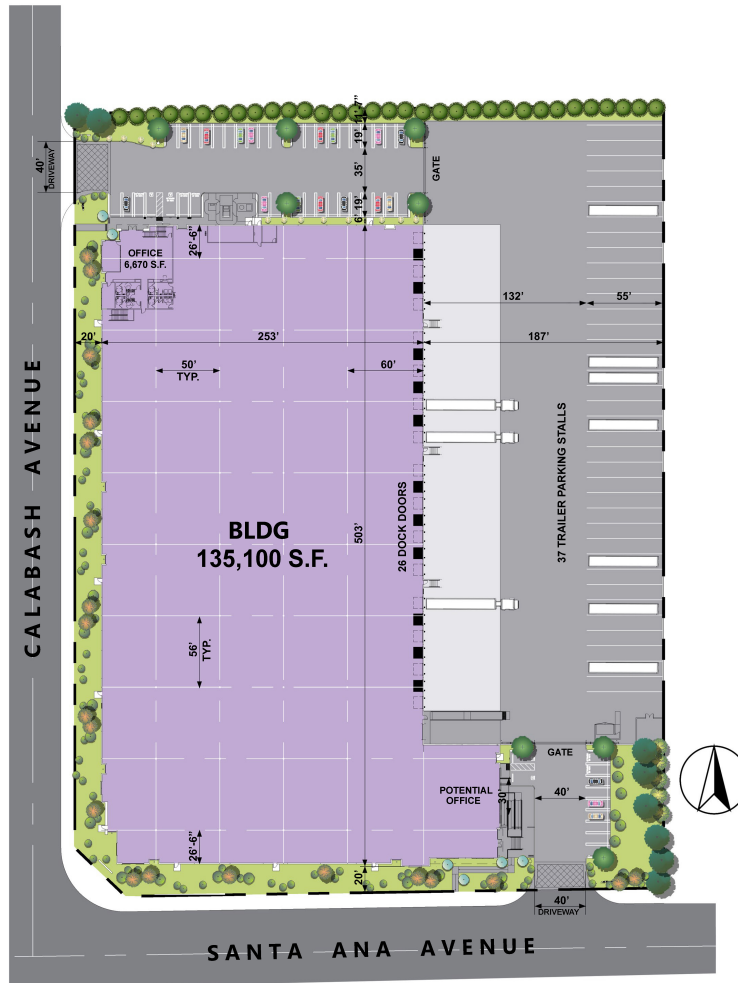 11'-7"
19'
40'
DRIVEWAY
35'
GATE
19'
6'
26'-6"
OFFICE
6,670 S.F.
132'
55'
20'
253'
187'
50'
TYP.
60'
CALABASH AVENUE
26 DOCK DOORS
37 TRAILER PARKING STALLS
BLDG
135,100 S.F.
503'
56'
TYP.
GATE
POTENTIAL
OFFICE
30'
40'
26'-6"
20'
40'
DRIVEWAY
SANTA ANA AVENUE